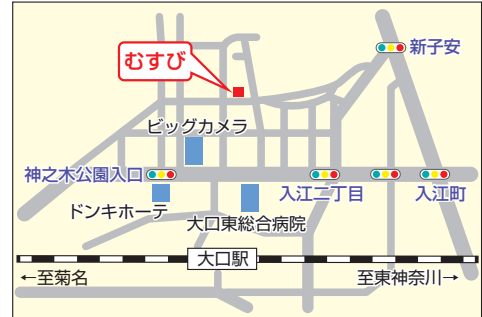 新子安
むすび
ビッグカメラ
神之木公園入口
入江二丁目
入江町
ドンキホーテ
大口東総合病院
大口駅
←至菊名
至東神奈川→